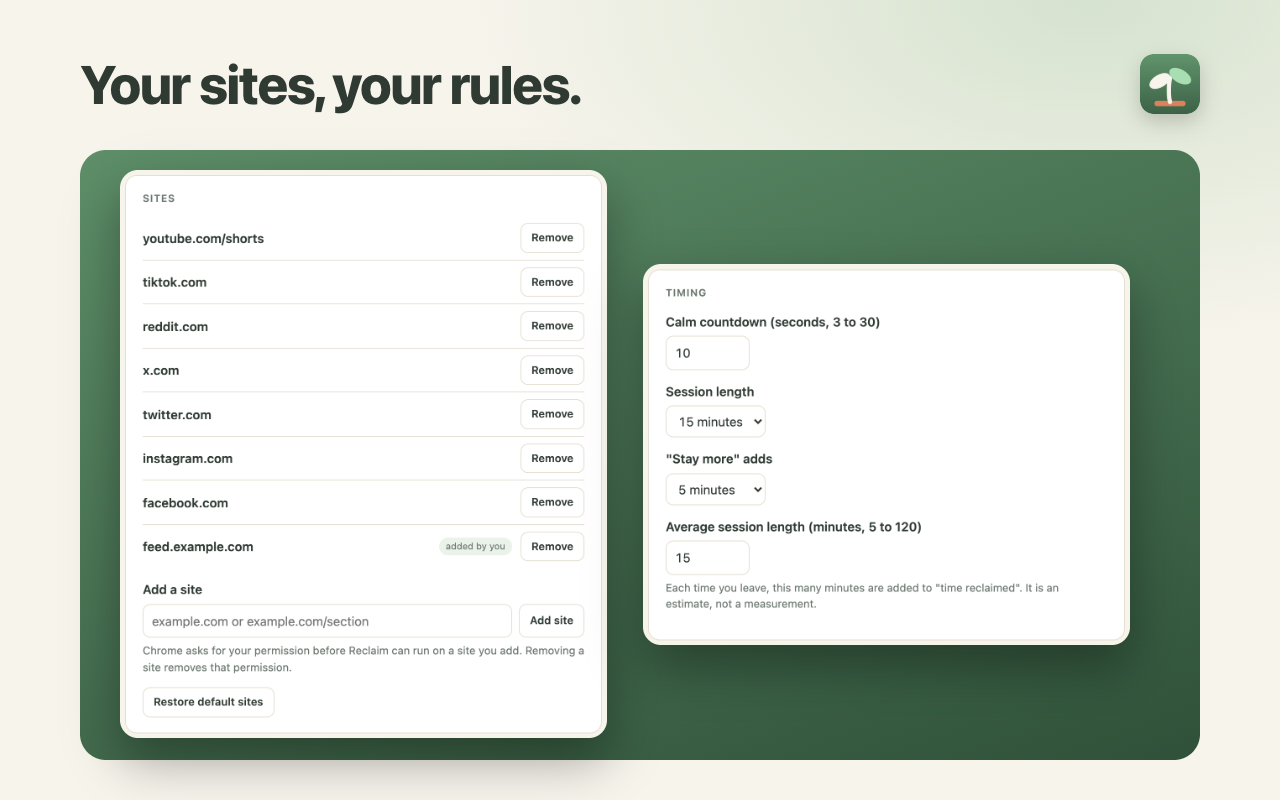 Your sites, your rules.
SITES
youtube.com/shorts
Remove
tiktok.com
Remove
reddit.com
Remove
x.com
Remove
twitter.com
Remove
instagram.com
Remove
facebook.com
Remove
feed.example.com
added by you
Remove
Add a site
example.com or example.com/section
Add site
Chrome asks for your permission before Reclaim can run on a site you add. Removing a
site removes that permission.
Restore default sites
TIMING
Calm countdown (seconds, 3 to 30)
10
Session length
15 minutes
"Stay more" adds
5 minutes
Average session length (minutes, 5 to 120)
15
Each time you leave, this many minutes are added to "time reclaimed". It is an
estimate, not a measurement.